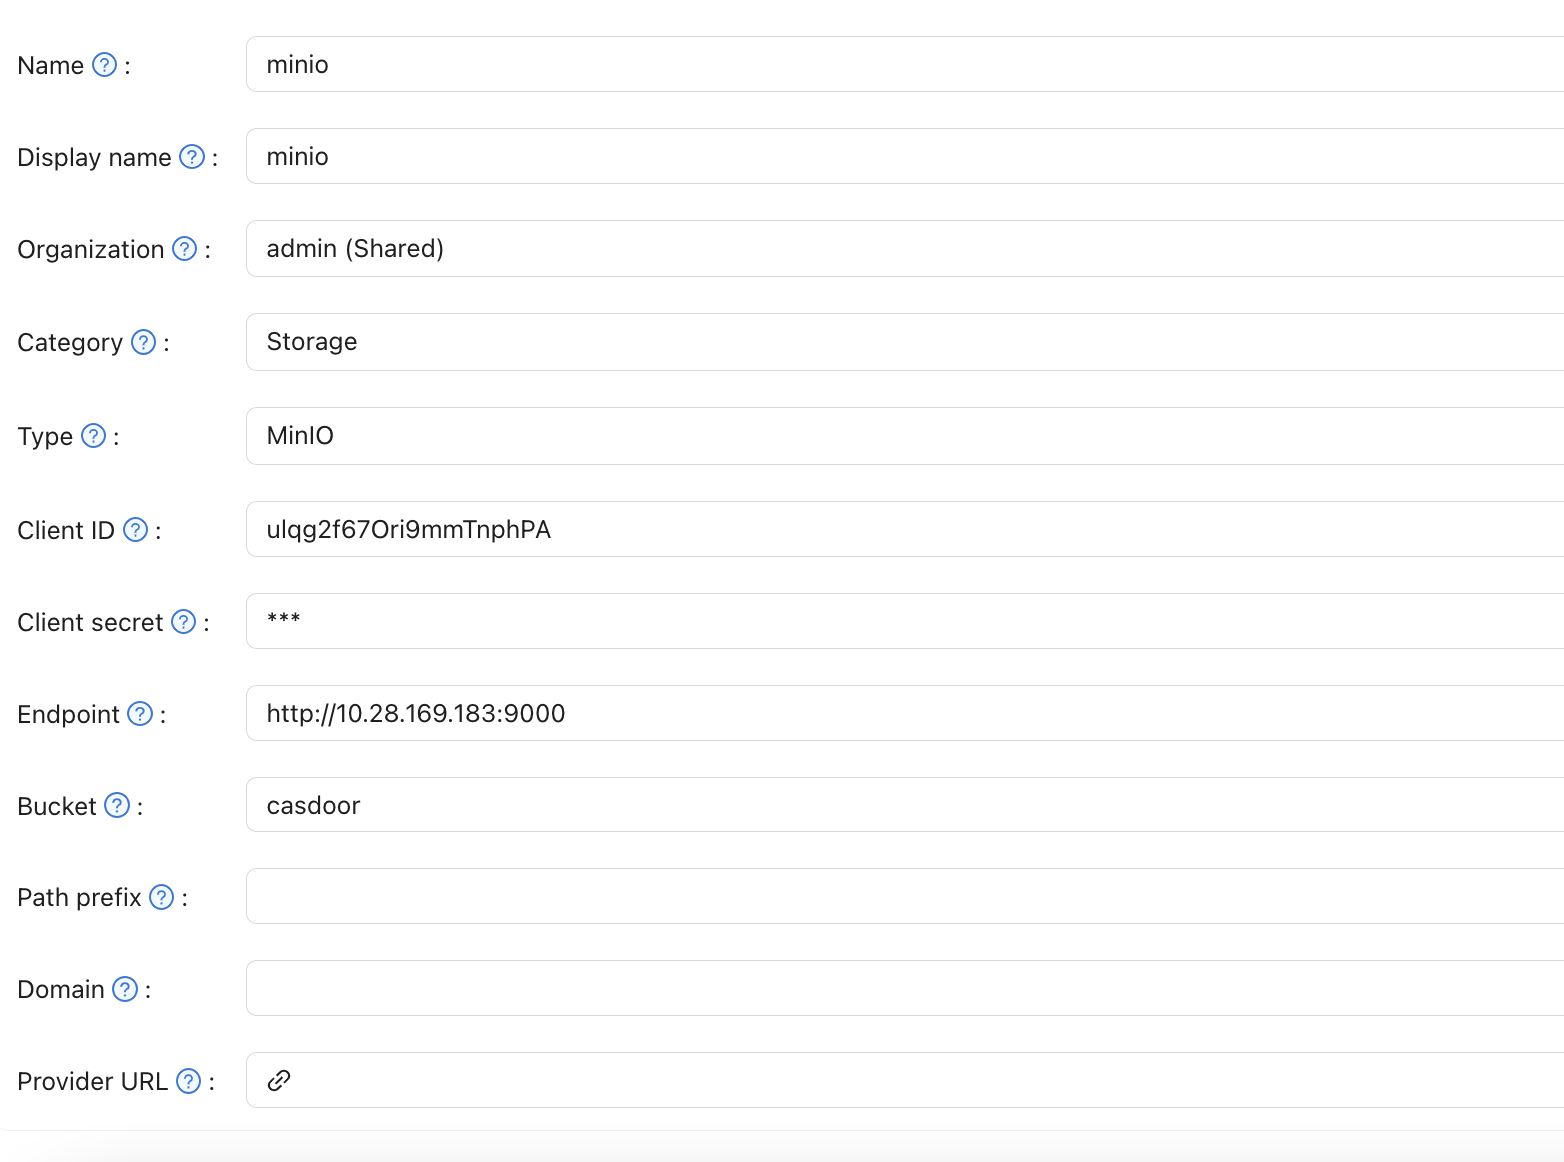 Name ? : minio
Display name ? : minio
Organization ? : admin (Shared)
Category ? : Storage
Type ? : MinIO
Client ID ? : ulqg2f67Ori9mmTnphPA
Client secret ? : ***
Endpoint ? : http://10.28.169.183:9000
Bucket ? : casdoor
Path prefix ? :
Domain ? :
Provider URL ? :